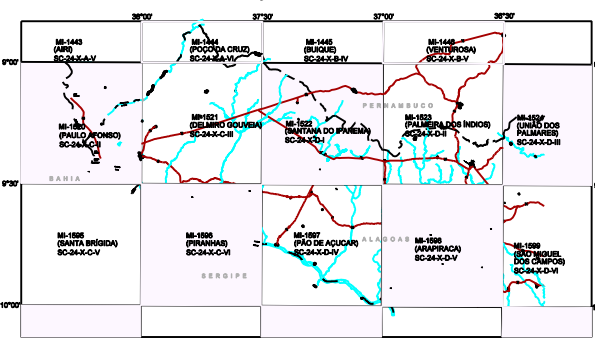 38°00' 37°30' 37°00' 36°30'
MI-1443
(AIRI)
SC-24-X-A-V
MI-1444
(POÇO DA CRUZ)
SC-24-X-A-VI
MI-1445
(BUIQUE)
SC-24-X-B-IV
MI-1446
(VENTUROSA)
SC-24-X-B-V
9°00'
PERNAMBUCO
MI-1520
(PAULO AFONSO)
SC-24-X-C-II
MI-1521
(DELMIRO GOUVEIA)
SC-24-X-C-III
MI-1522
(SANTANA DO IPANEMA)
SC-24-X-D-I
MI-1523
(PALMEIRA DOS ÍNDIOS)
SC-24-X-D-II
MI-1524
(UNIÃO DOS
PALMARES)
SC-24-X-D-III
BAHIA
9°30'
MI-1595
(SANTA BRÍGIDA)
SC-24-X-C-V
MI-1596
(PIRANHAS)
SC-24-X-C-VI
MI-1597
(PÃO DE AÇUCAR)
SC-24-X-D-IV
ALAGOAS
MI-1598
(ARAPIRACA)
SC-24-X-D-V
MI-1599
(SÃO MIGUEL
DOS CAMPOS)
SC-24-X-D-VI
SERGIPE
10°00'